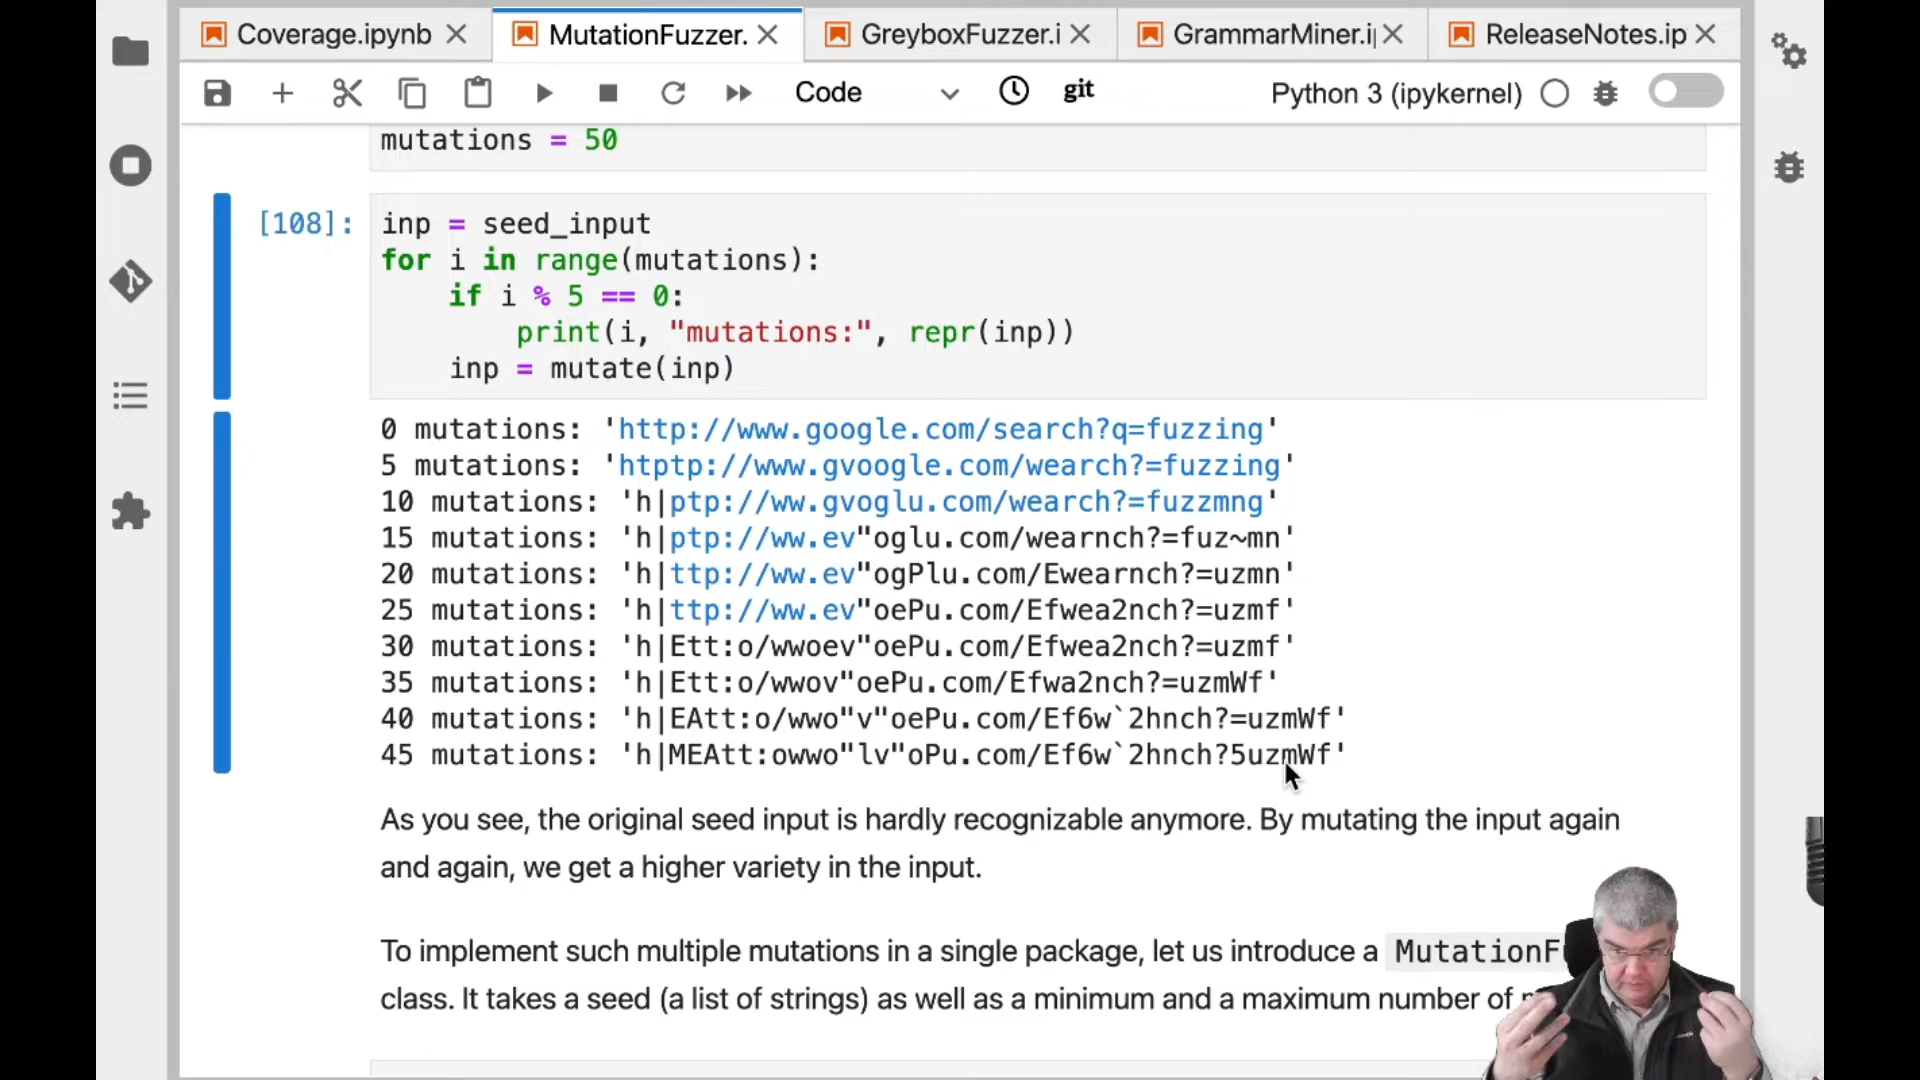 Coverage.ipynb
MutationFuzzer.
GreyboxFuzzer.i
GrammarMiner.i
ReleaseNotes.ip
Code
git
Python 3 (ipykernel)
mutations = 50
[108]:
inp = seed_input
for i in range(mutations):
if i % 5 == 0:
print(i, "mutations:", repr(inp))
inp = mutate(inp)
0 mutations: 'http://www.google.com/search?q=fuzzing'
5 mutations: 'htptp://www.gvoogle.com/wearch?=fuzzing'
10 mutations: 'h|ptp://ww.gvoglu.com/wearch?=fuzzmng'
15 mutations: 'h|ptp://ww.ev"oglu.com/wearnch?=fuz~mn'
20 mutations: 'h|ttp://ww.ev"ogPlu.com/Ewearnch?=uzmn'
25 mutations: 'h|ttp://ww.ev"oePu.com/Efwea2nch?=uzmf'
30 mutations: 'h|Ett:o/wwoev"oePu.com/Efwea2nch?=uzmf'
35 mutations: 'h|Ett:o/wwov"oePu.com/Efwa2nch?=uzmWf'
40 mutations: 'h|EAtt:o/wwo"v"oePu.com/Ef6w`2hnch?=uzmWf'
45 mutations: 'h|MEAtt:owwo"lv"oPu.com/Ef6w`2hnch?5uzmWf'
As you see, the original seed input is hardly recognizable anymore. By mutating the input again
and again, we get a higher variety in the input.
To implement such multiple mutations in a single package, let us introduce a MutationF
class. It takes a seed (a list of strings) as well as a minimum and a maximum number of